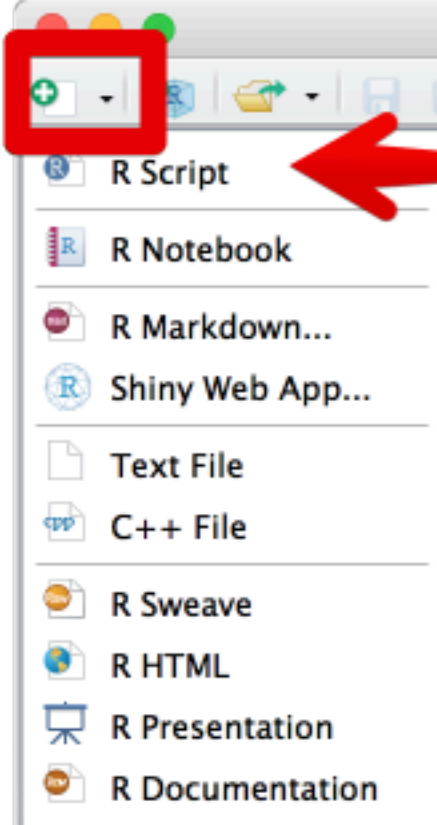 R Script
R Notebook
R Markdown...
Shiny Web App...
Text File
C++ File
R Sweave
R HTML
R Presentation
R Documentation